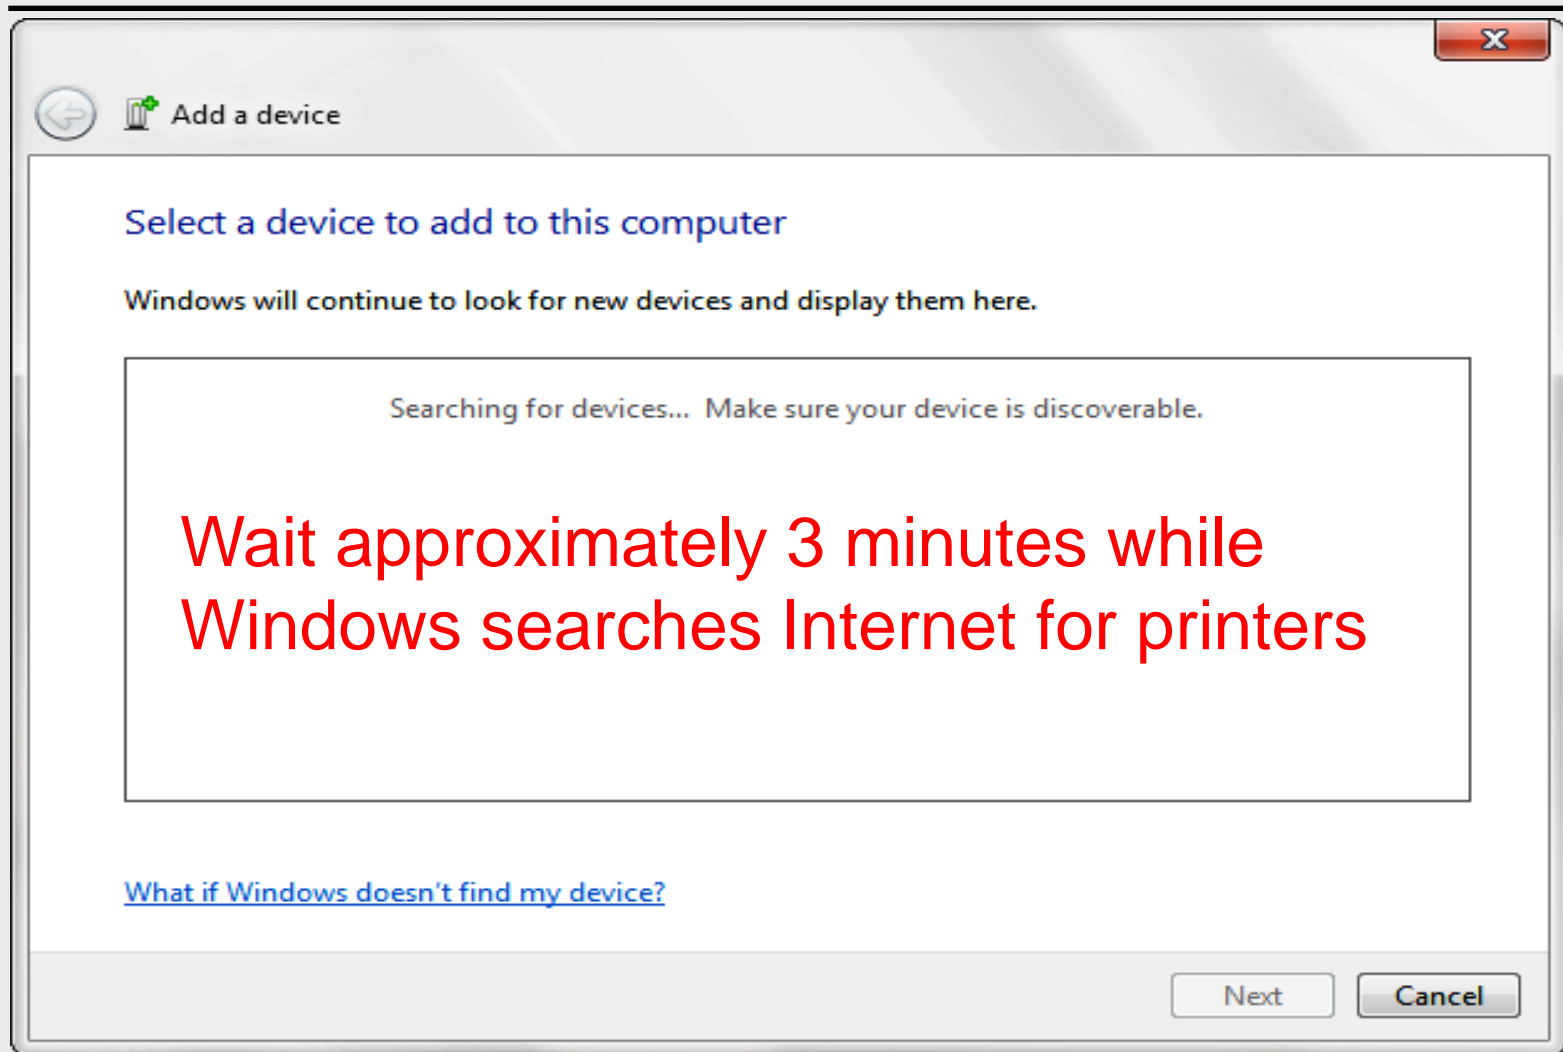 Add a device
Select a device to add to this computer
Windows will continue to look for new devices and display them here.
Searching for devices... Make sure your device is discoverable.
Wait approximately 3 minutes while
Windows searches Internet for printers
What if Windows doesn't find my device?
Next Cancel